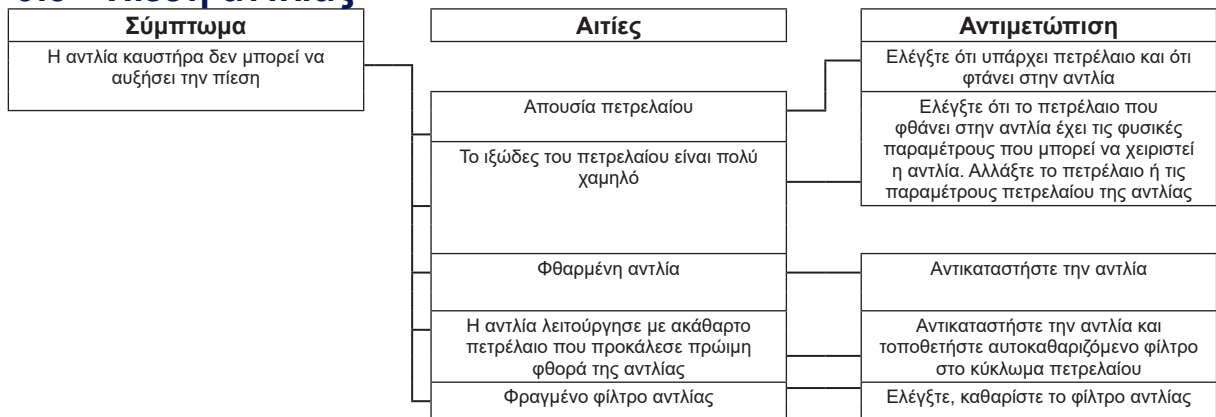 Σύμπτωμα
Αιτίες
Αντιμετώπιση
Η αντλία καυστήρα δεν μπορεί να
αυξήσει την πίεση
Απουσία πετρελαίου
Ελέγξτε ότι υπάρχει πετρέλαιο και ότι
φτάνει στην αντλία
Το ιξώδες του πετρελαίου είναι πολύ
χαμηλό
Ελέγξτε ότι το πετρέλαιο που
φθάνει στην αντλία έχει τις φυσικές
παραμέτρους που μπορεί να χειριστεί
η αντλία. Αλλάξτε το πετρέλαιο ή τις
παραμέτρους πετρελαίου της αντλίας
Φθαρμένη αντλία
Αντικαταστήστε την αντλία
Η αντλία λειτούργησε με ακάθαρτο
πετρέλαιο που προκάλεσε πρώιμη
φθορά της αντλίας
Αντικαταστήστε την αντλία και
τοποθετήστε αυτοκαθαριζόμενο φίλτρο
στο κύκλωμα πετρελαίου
Φραγμένο φίλτρο αντλίας
Ελέγξτε, καθαρίστε το φίλτρο αντλίας